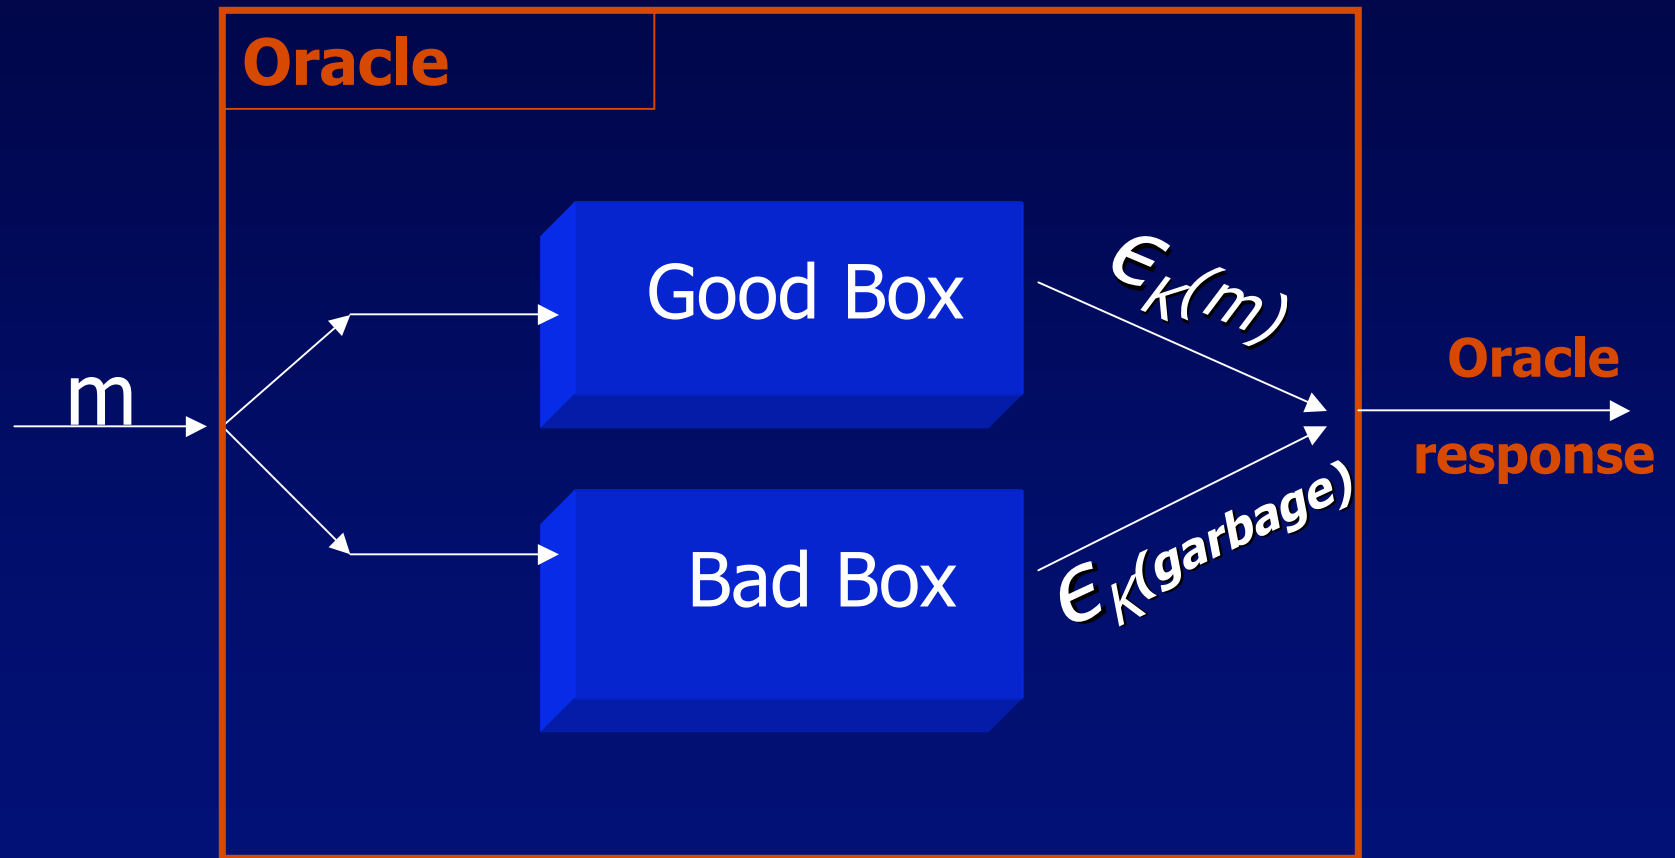 Oracle
Good Box
ϵK(m)
m
Oracle
response
Bad Box
ϵK(garbage)